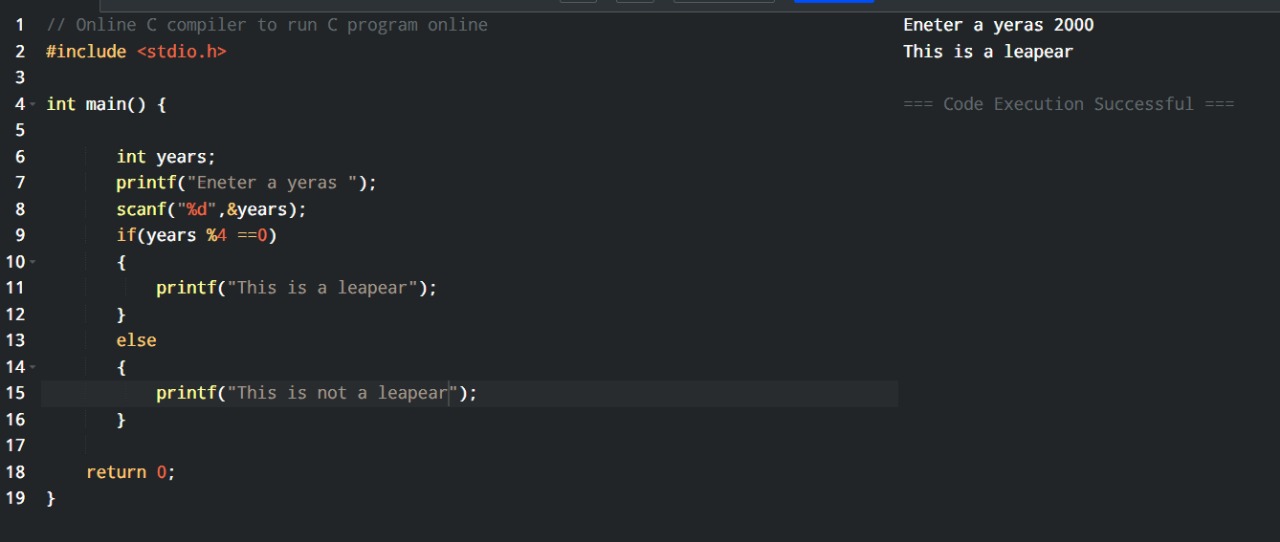 1 // Online C compiler to run C program online
2 #include <stdio.h>
3
4 int main() {
5
6 int years;
7 printf("Eneter a yeras ");
8 scanf("%d",&years);
9 if(years %4 ==0)
10 {
11 printf("This is a leapear");
12 }
13 else
14 {
15 printf("This is not a leapear");
16 }
17
18 return 0;
19 }
Eneter a yeras 2000
This is a leapear
=== Code Execution Successful ===